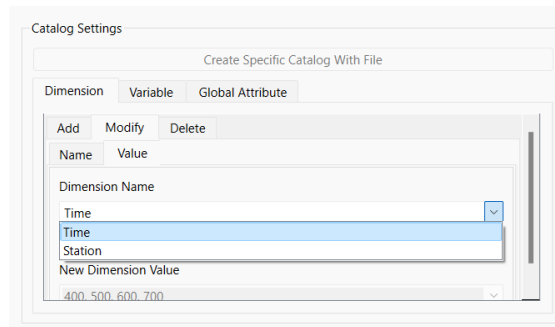 Catalog Settings
Create Specific Catalog With File
Dimension Variable Global Attribute
Add Modify Delete
Name Value
Dimension Name
Time
Time
Station
New Dimension Value
400, 500, 600, 700